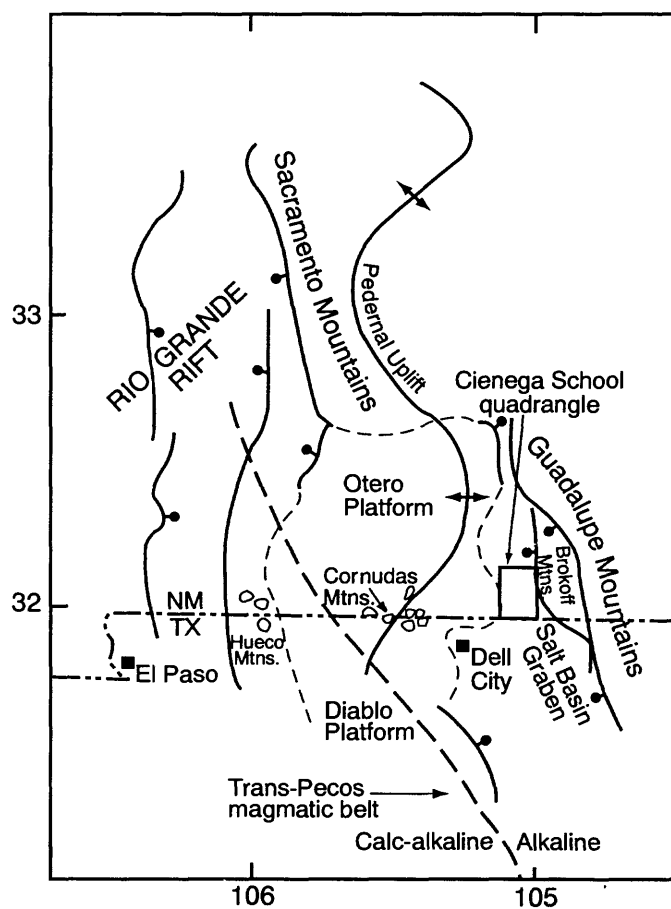 Sacramento Mountains
33
RIO GRANDE
RIFT
Pedernal Uplift
Cienega School
quadrangle
Guadalupe Mountains
Otero
Platform
Brokoff
Mtns.
Cornudas
Mtns.
32
NM
TX
Hueco
Mtns.
El Paso
Dell
City
Salt Basin
Graben
Diablo
Platform
Trans-Pecos
magmatic belt
Calc-alkaline
Alkaline
106
105